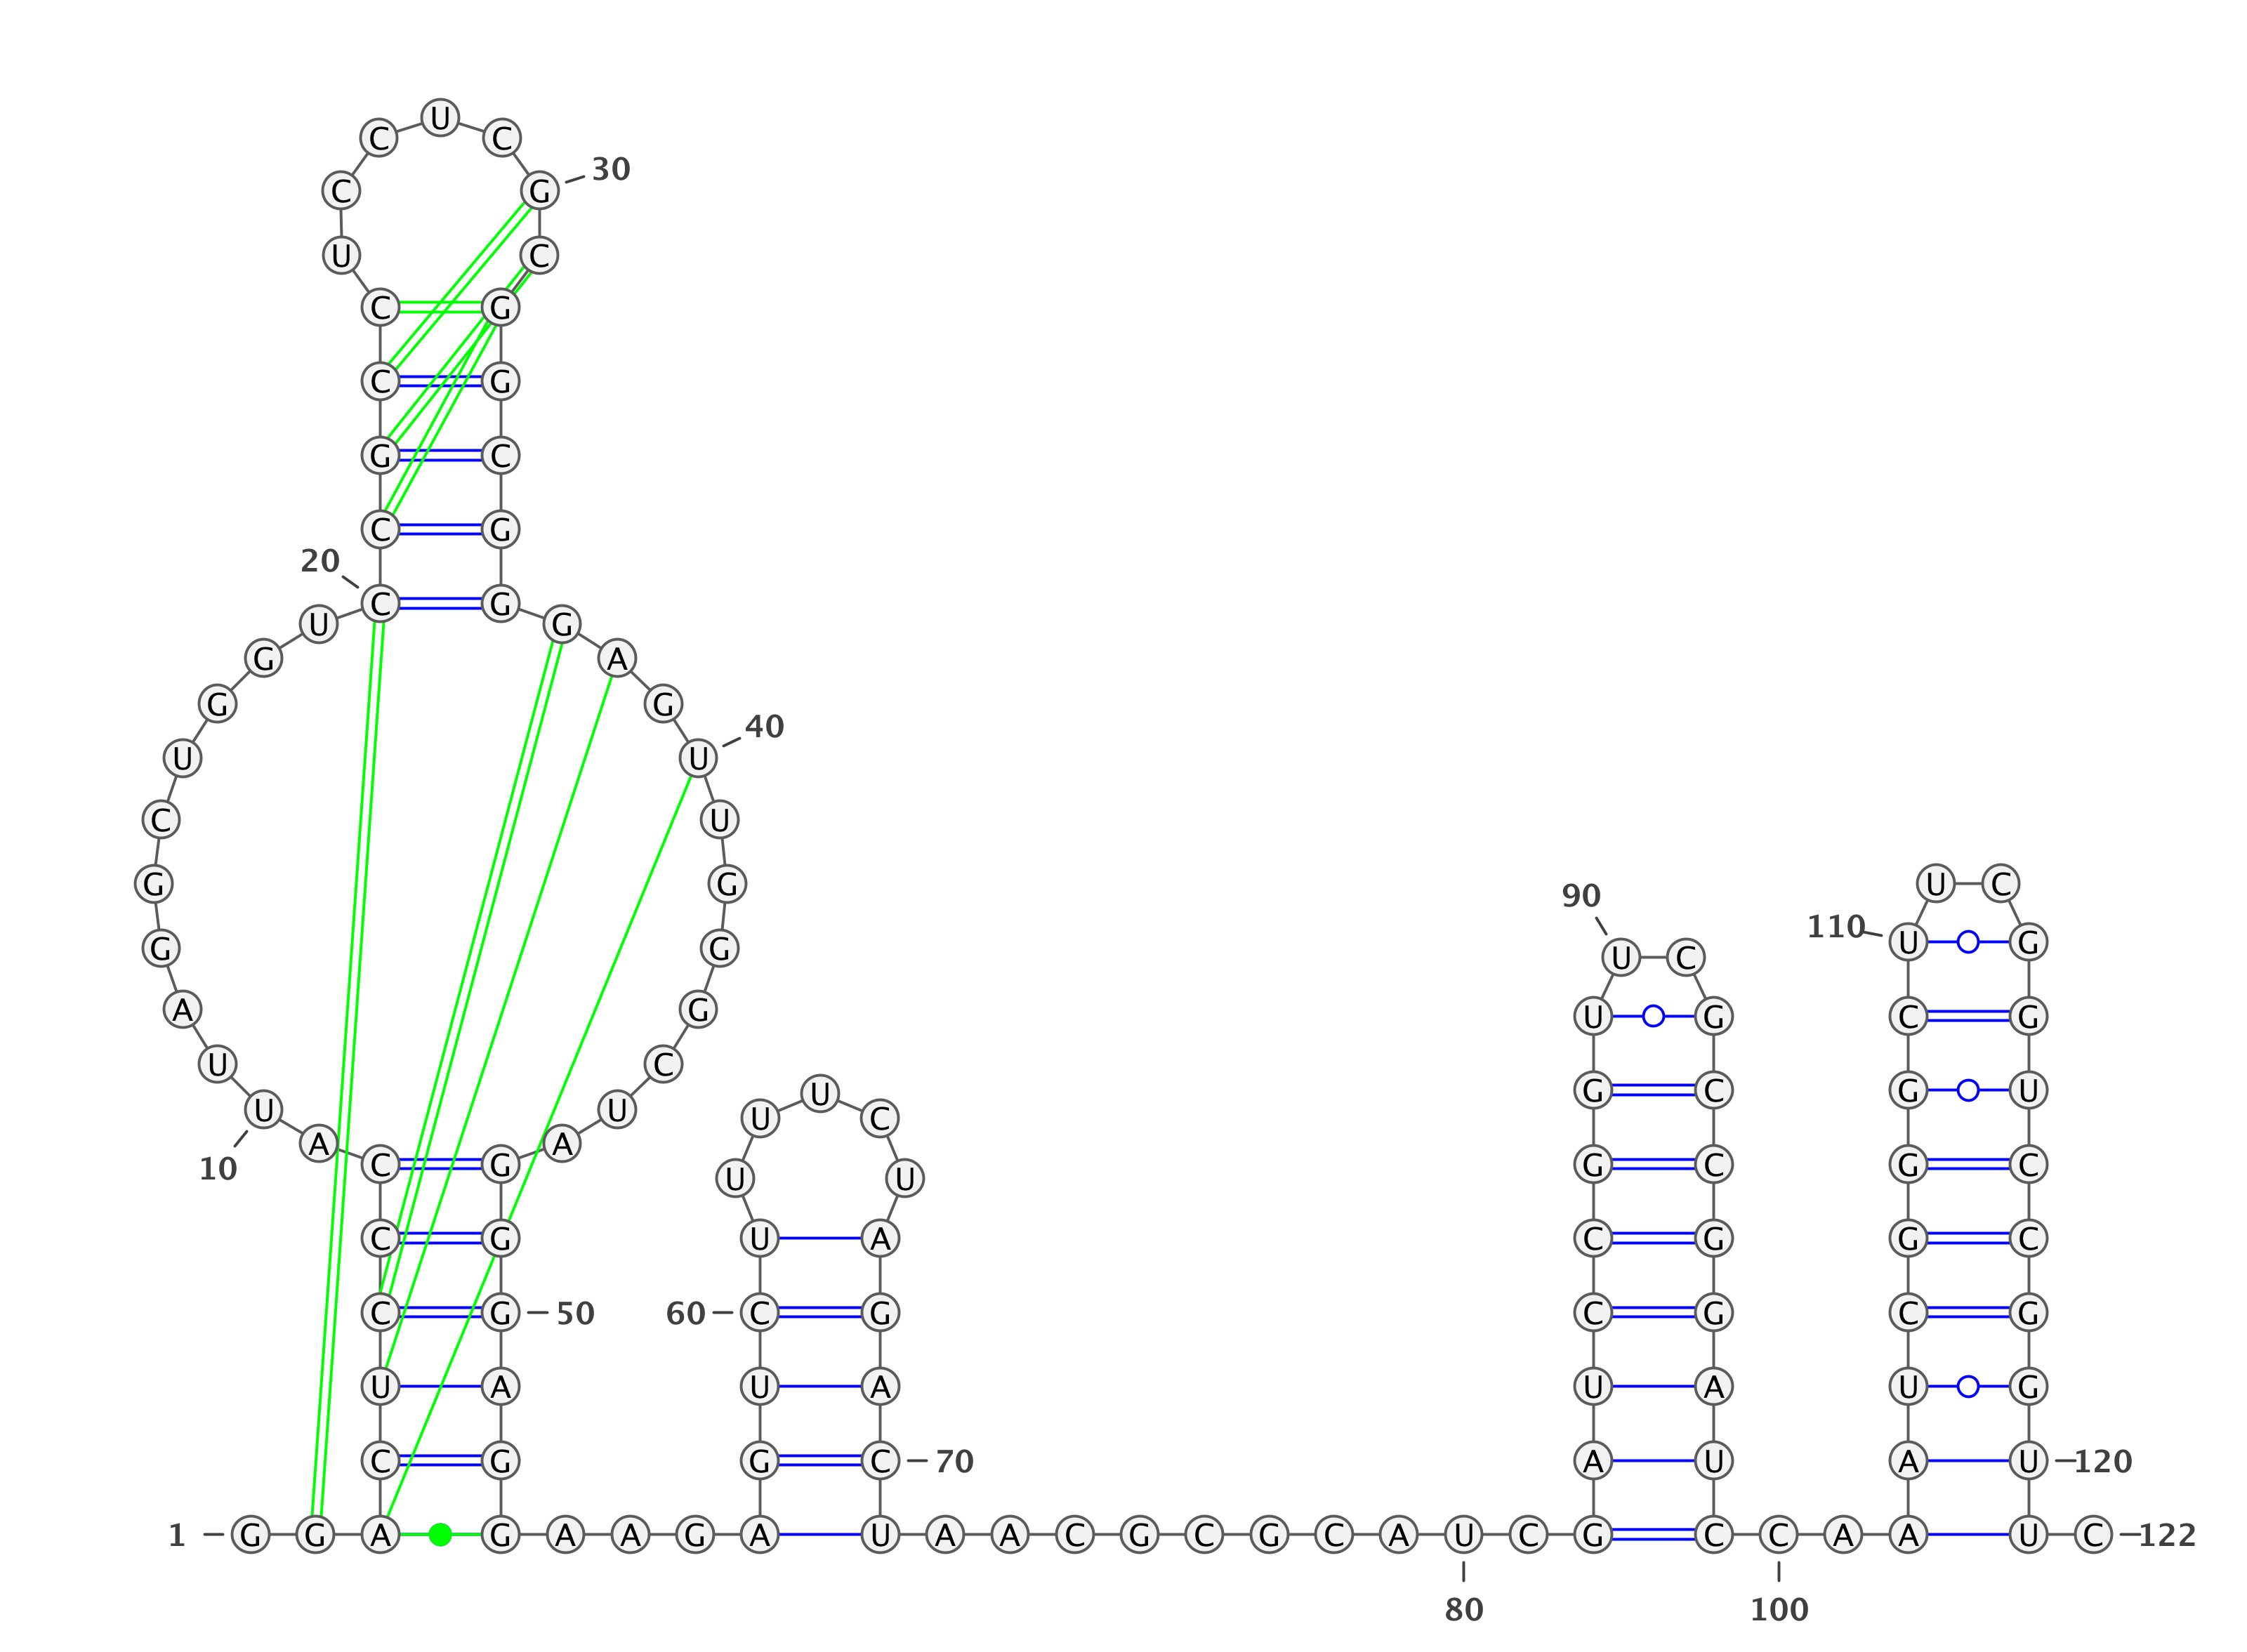 U
C C
30
C G
U C
C G
C G
G C
C G
20
C G
U G
G A
G G
40
U U
C U
G G U C
90
110
U G
G G
U C
A G
U G C G
U C
G C G U
U
U U
U C
A A
C G G C G C
10
U U
C G U A C G G C
C G 50 60 C G C G C G
U A U A U A U G
C G G C 70 A U A U 120
1 G G A G A A G A U A A C G C G C A U C G C C A A U C 122
80 100